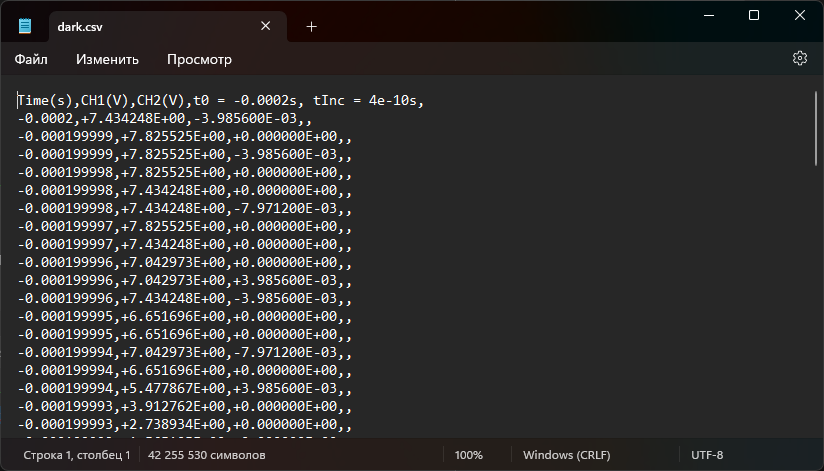 dark.csv
Файл Изменить Просмотр
Time(s),CH1(V),CH2(V),t0 = -0.0002s, tInc = 4e-10s,
-0.0002,+7.434248E+00,-3.985600E-03,,
-0.000199999,+7.825525E+00,+0.000000E+00,,
-0.000199999,+7.825525E+00,-3.985600E-03,,
-0.000199998,+7.825525E+00,+0.000000E+00,,
-0.000199998,+7.434248E+00,+0.000000E+00,,
-0.000199998,+7.434248E+00,-7.971200E-03,,
-0.000199997,+7.825525E+00,+0.000000E+00,,
-0.000199997,+7.434248E+00,+0.000000E+00,,
-0.000199996,+7.042973E+00,+0.000000E+00,,
-0.000199996,+7.042973E+00,+3.985600E-03,,
-0.000199996,+7.434248E+00,-3.985600E-03,,
-0.000199995,+6.651696E+00,+0.000000E+00,,
-0.000199995,+6.651696E+00,+0.000000E+00,,
-0.000199994,+7.042973E+00,-7.971200E-03,,
-0.000199994,+6.651696E+00,+0.000000E+00,,
-0.000199994,+5.477867E+00,+3.985600E-03,,
-0.000199993,+3.912762E+00,+0.000000E+00,,
-0.000199993,+2.738934E+00,+0.000000E+00,,
Строка 1, столбец 1 42 255 530 символов 100% Windows (CRLF) UTF-8